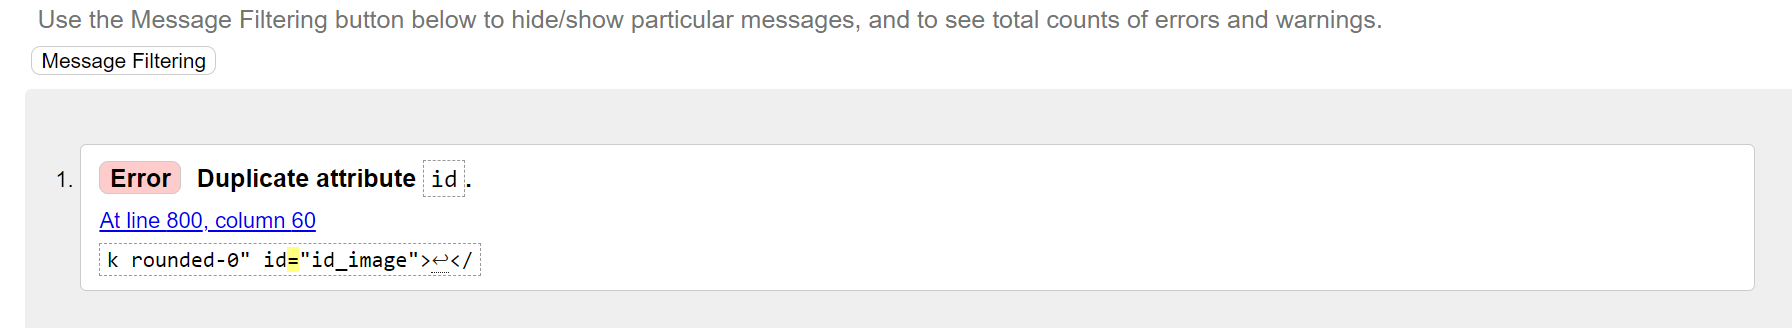 Use the Message Filtering button below to hide/show particular messages, and to see total counts of errors and warnings.
Message Filtering
1. Error Duplicate attribute id.
At line 800, column 60
k rounded-0" id="id_image">↩</